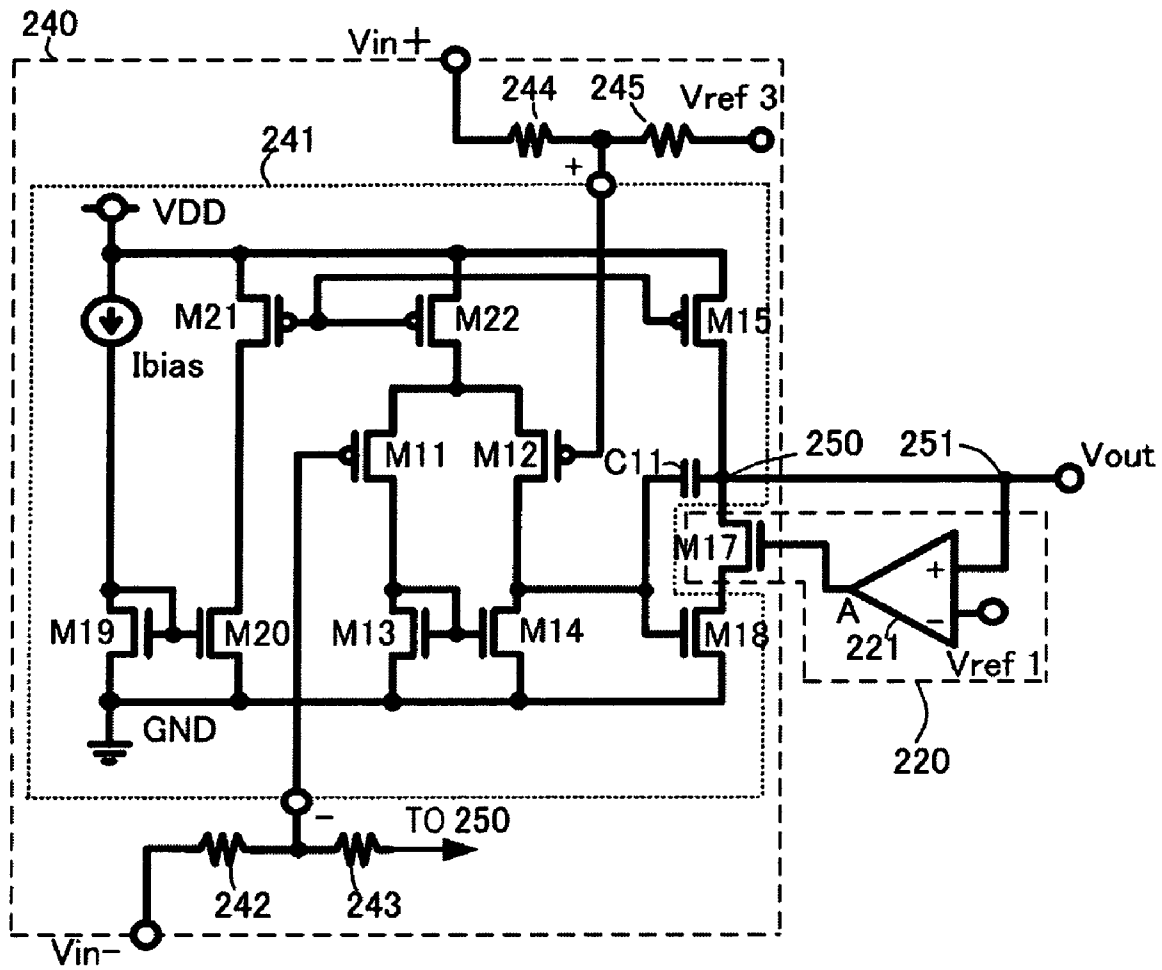 240
Vin+
244
245
Vref 3
241
+
VDD
M21
M22
M15
Ibias
M11
M12
C11
250
251
Vout
M17
+
A
−
221
Vref 1
M19
M20
M13
M14
M18
GND
220
−
TO 250
242
243
Vin−